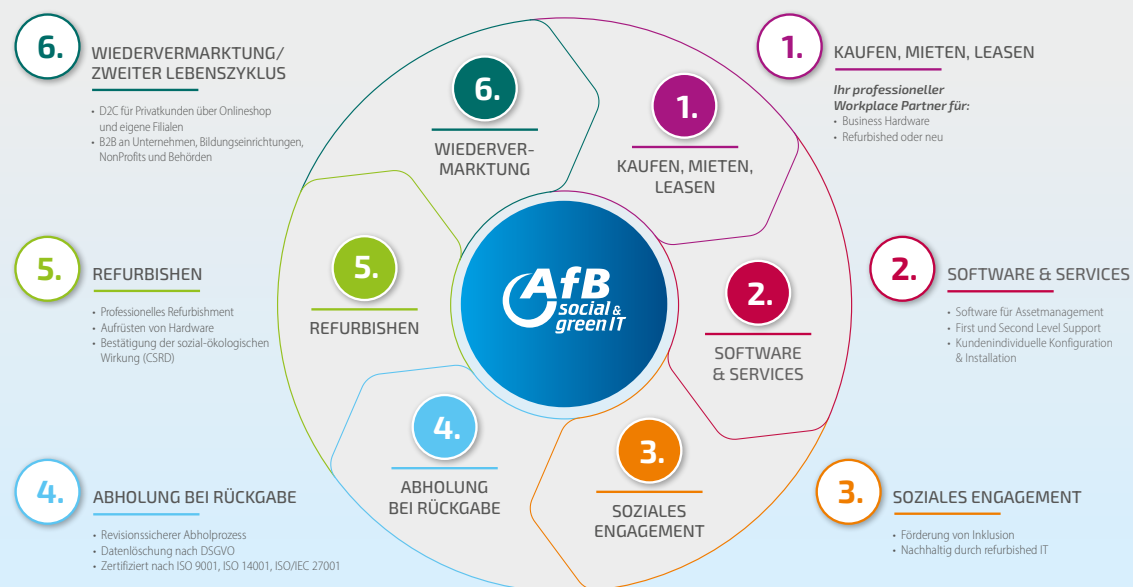 6.
WIEDERVERMARKTUNG/
ZWEITER LEBENSZYKLUS
• D2C für Privatkunden über Onlineshop
und eigene Filialen
• B2B an Unternehmen, Bildungseinrichtungen,
NonProfits und Behörden
1.
KAUFEN, MIETEN, LEASEN
Ihr professioneller
Workplace Partner für:
• Business Hardware
• Refurbished oder neu
6.
WIEDERVER-
MARKTUNG
1.
KAUFEN, MIETEN,
LEASEN
5.
REFURBISHEN
• Professionelles Refurbishment
• Aufrüsten von Hardware
• Bestätigung der sozial-ökologischen
Wirkung (CSRD)
5.
REFURBISHEN
AfB
social &
green IT
2.
SOFTWARE
& SERVICES
2.
SOFTWARE & SERVICES
• Software für Assetmanagement
• First und Second Level Support
• Kundenindividuelle Konfiguration
& Installation
4.
ABHOLUNG
BEI RÜCKGABE
3.
SOZIALES
ENGAGEMENT
4.
ABHOLUNG BEI RÜCKGABE
• Revisionssicherer Abholprozess
• Datenlöschung nach DSGVO
• Zertifiziert nach ISO 9001, ISO 14001, ISO/IEC 27001
3.
SOZIALES ENGAGEMENT
• Förderung von Inklusion
• Nachhaltig durch refurbished IT